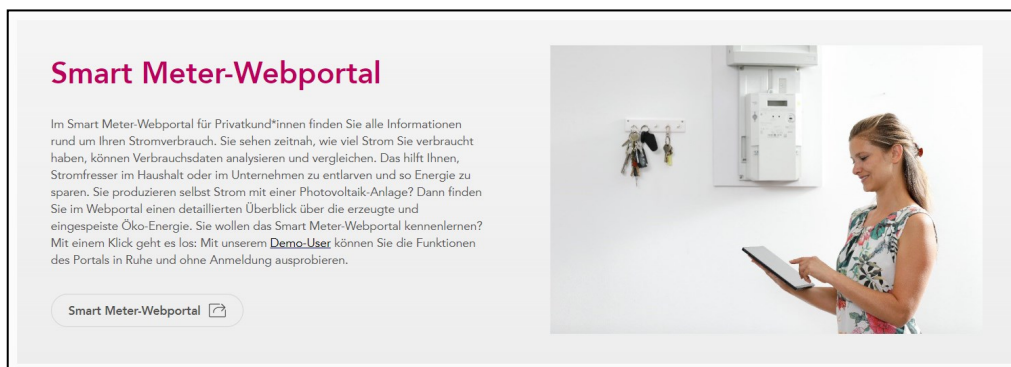 Smart Meter-Webportal
Im Smart Meter-Webportal für Privatkund*innen finden Sie alle Informationen
rund um Ihren Stromverbrauch. Sie sehen zeitnah, wie viel Strom Sie verbraucht
haben, können Verbrauchsdaten analysieren und vergleichen. Das hilft Ihnen,
Stromfresser im Haushalt oder im Unternehmen zu entlarven und so Energie zu
sparen. Sie produzieren selbst Strom mit einer Photovoltaik-Anlage? Dann finden
Sie im Webportal einen detaillierten Überblick über die erzeugte und
eingespeiste Öko-Energie. Sie wollen das Smart Meter-Webportal kennenlernen?
Mit einem Klick geht es los: Mit unserem Demo-User können Sie die Funktionen
des Portals in Ruhe und ohne Anmeldung ausprobieren.
Smart Meter-Webportal